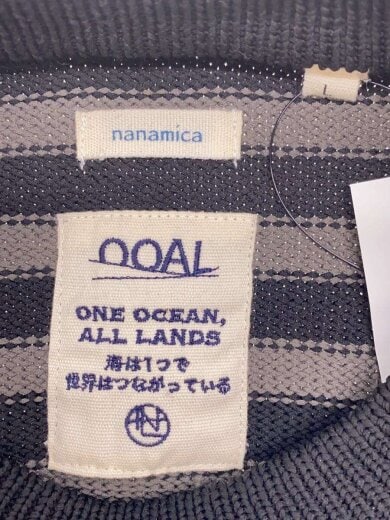 L
nanamica
OOAL
ONE OCEAN,
ALL LANDS
海は1つで
世界はつながっている